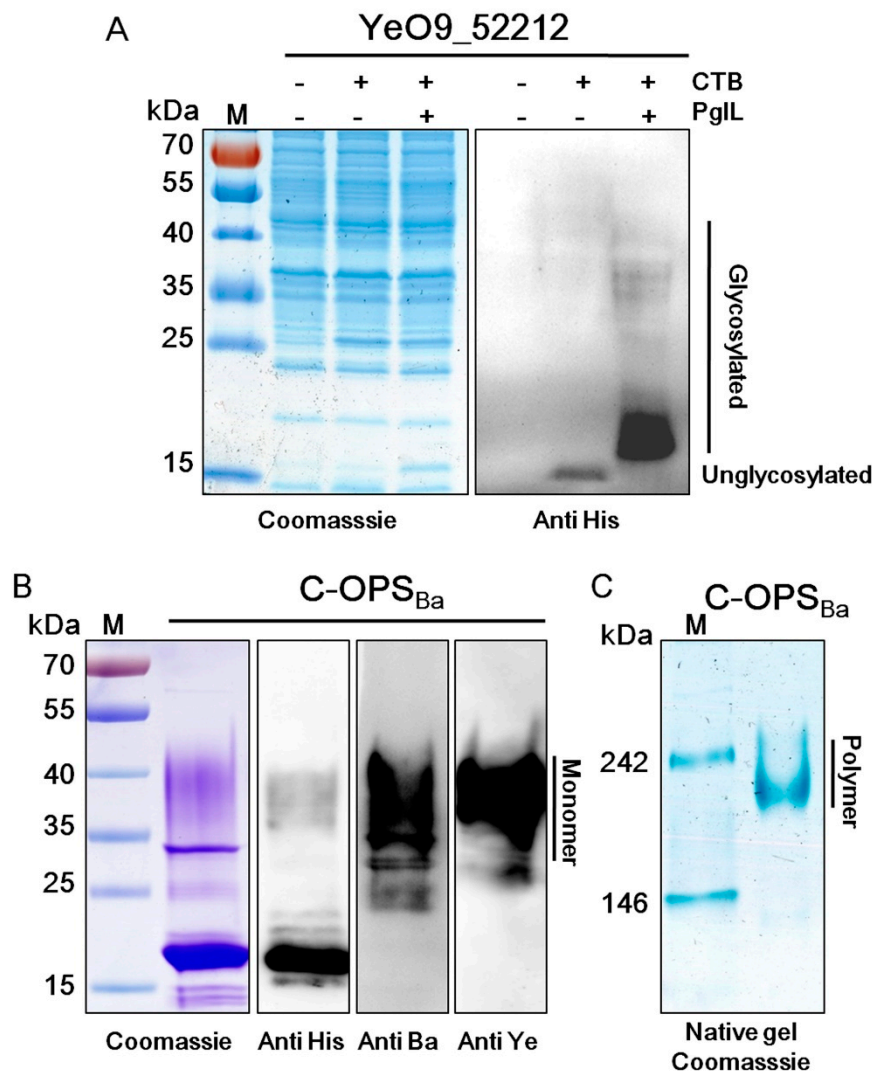 A
YeO9_52212
- + + - + + CTB
kDa M - - + - - + PglL
70
55
40
35
25
15
Glycosylated
Unglycosylated
Coomasssie Anti His
B
C-OPSBa
kDa M
70
55
40
35
25
15
Monomer
Coomassie Anti His Anti Ba Anti Ye
C
C-OPSBa
kDa M
242
146
Polymer
Native gel
Coomasssie